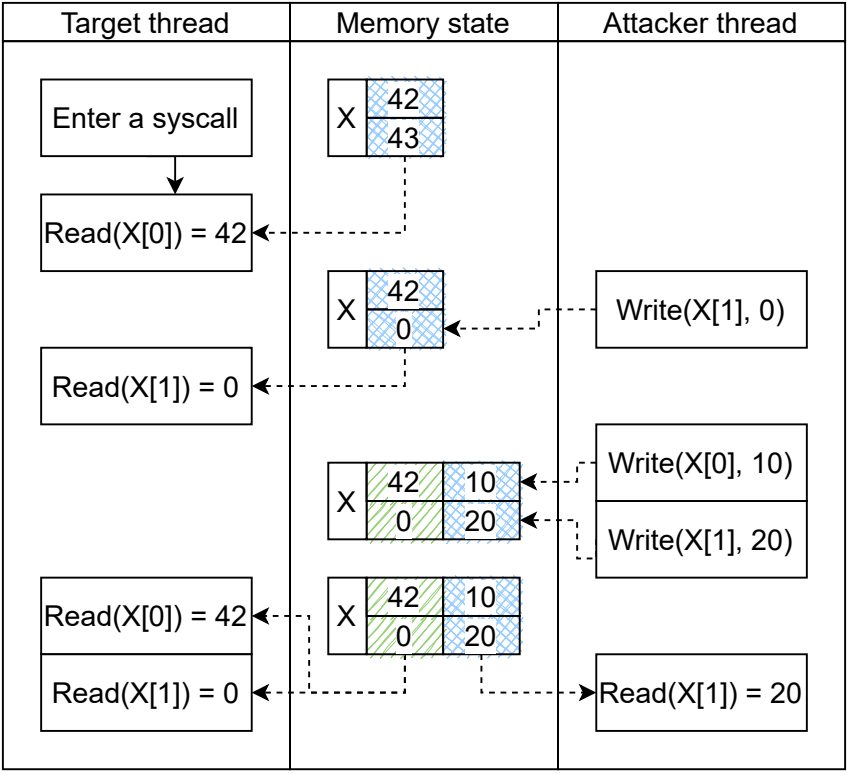 Target thread
Memory state
Attacker thread
Enter a syscall
X
42
43
Read(X[0]) = 42
X
42
0
Write(X[1], 0)
Read(X[1]) = 0
Write(X[0], 10)
X
42 10
0 20
Write(X[1], 20)
Read(X[0]) = 42
X
42 10
0 20
Read(X[1]) = 0
Read(X[1]) = 20